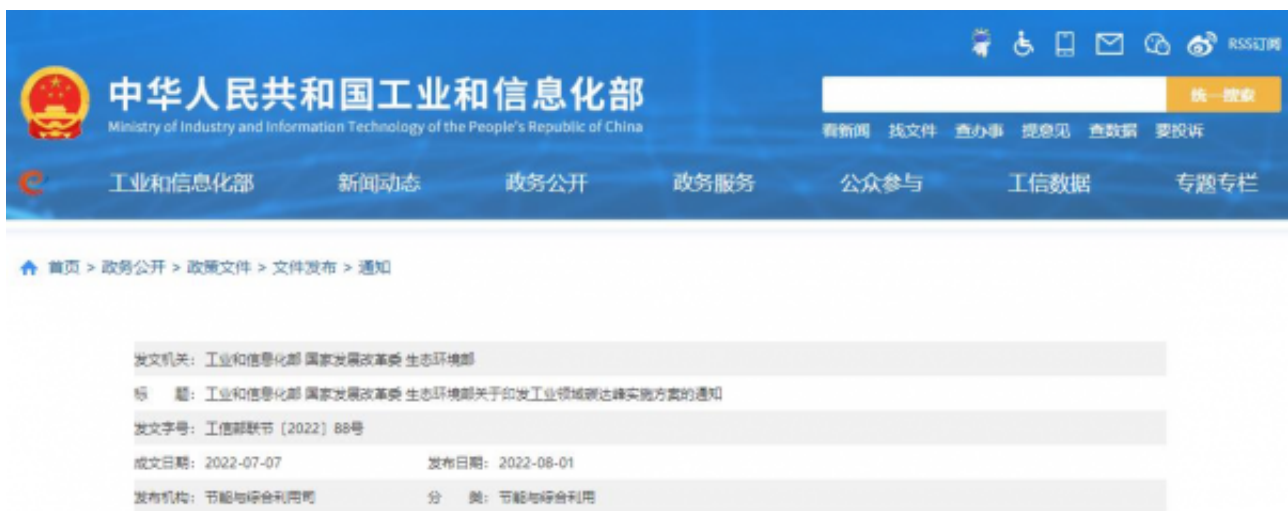 RSS订阅
中华人民共和国工业和信息化部
Ministry of Industry and Information Technology of the People's Republic of China
统一搜索
看新闻 找文件 查办事 提意见 查数据 要投诉
工业和信息化部 新闻动态 政务公开 政务服务 公众参与 工信数据 专题专栏
首页 > 政务公开 > 政策文件 > 文件发布 > 通知
发文机关：工业和信息化部 国家发展改革委 生态环境部
标 题：工业和信息化部 国家发展改革委 生态环境部关于印发工业领域碳达峰实施方案的通知
发文字号：工信部联节〔2022〕88号
成文日期：2022-07-07 发布日期：2022-08-01
发布机构：节能与综合利用司 分 类：节能与综合利用